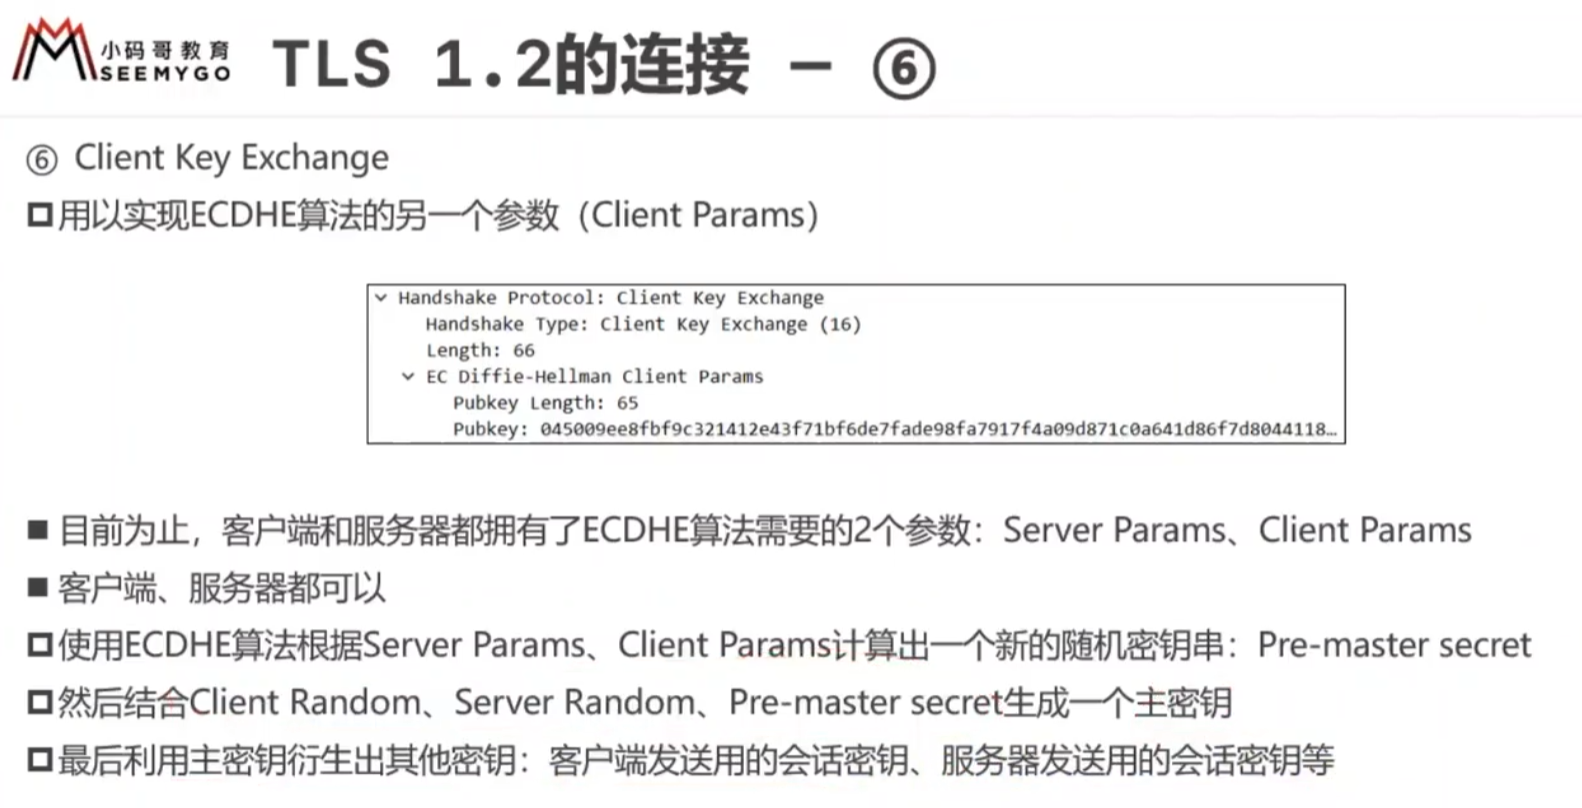 小码哥教育
SEEMYGO
TLS 1.2的连接 - ⑥
⑥ Client Key Exchange
用以实现ECDHE算法的另一个参数（Client Params）
Handshake Protocol: Client Key Exchange
Handshake Type: Client Key Exchange (16)
Length: 66
EC Diffie-Hellman Client Params
Pubkey Length: 65
Pubkey: 045009ee8fbf9c321412e43f71bf6de7fade98fa7917f4a09d871c0a641d86f7d8044118…
目前为止，客户端和服务器都拥有了ECDHE算法需要的2个参数：Server Params、Client Params
客户端、服务器都可以
使用ECDHE算法根据Server Params、Client Params计算出一个新的随机密钥串：Pre-master secret
然后结合Client Random、Server Random、Pre-master secret生成一个主密钥
最后利用主密钥衍生出其他密钥：客户端发送用的会话密钥、服务器发送用的会话密钥等